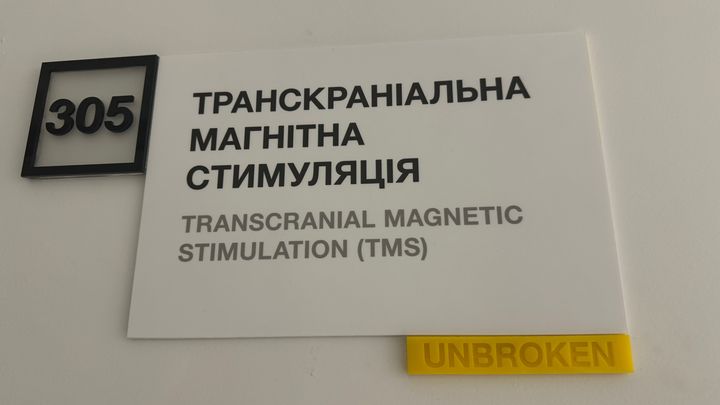 305
ТРАНСКРАНІАЛЬНА
МАГНІТНА
СТИМУЛЯЦІЯ
TRANSCRANIAL MAGNETIC
STIMULATION (TMS)
UNBROKEN